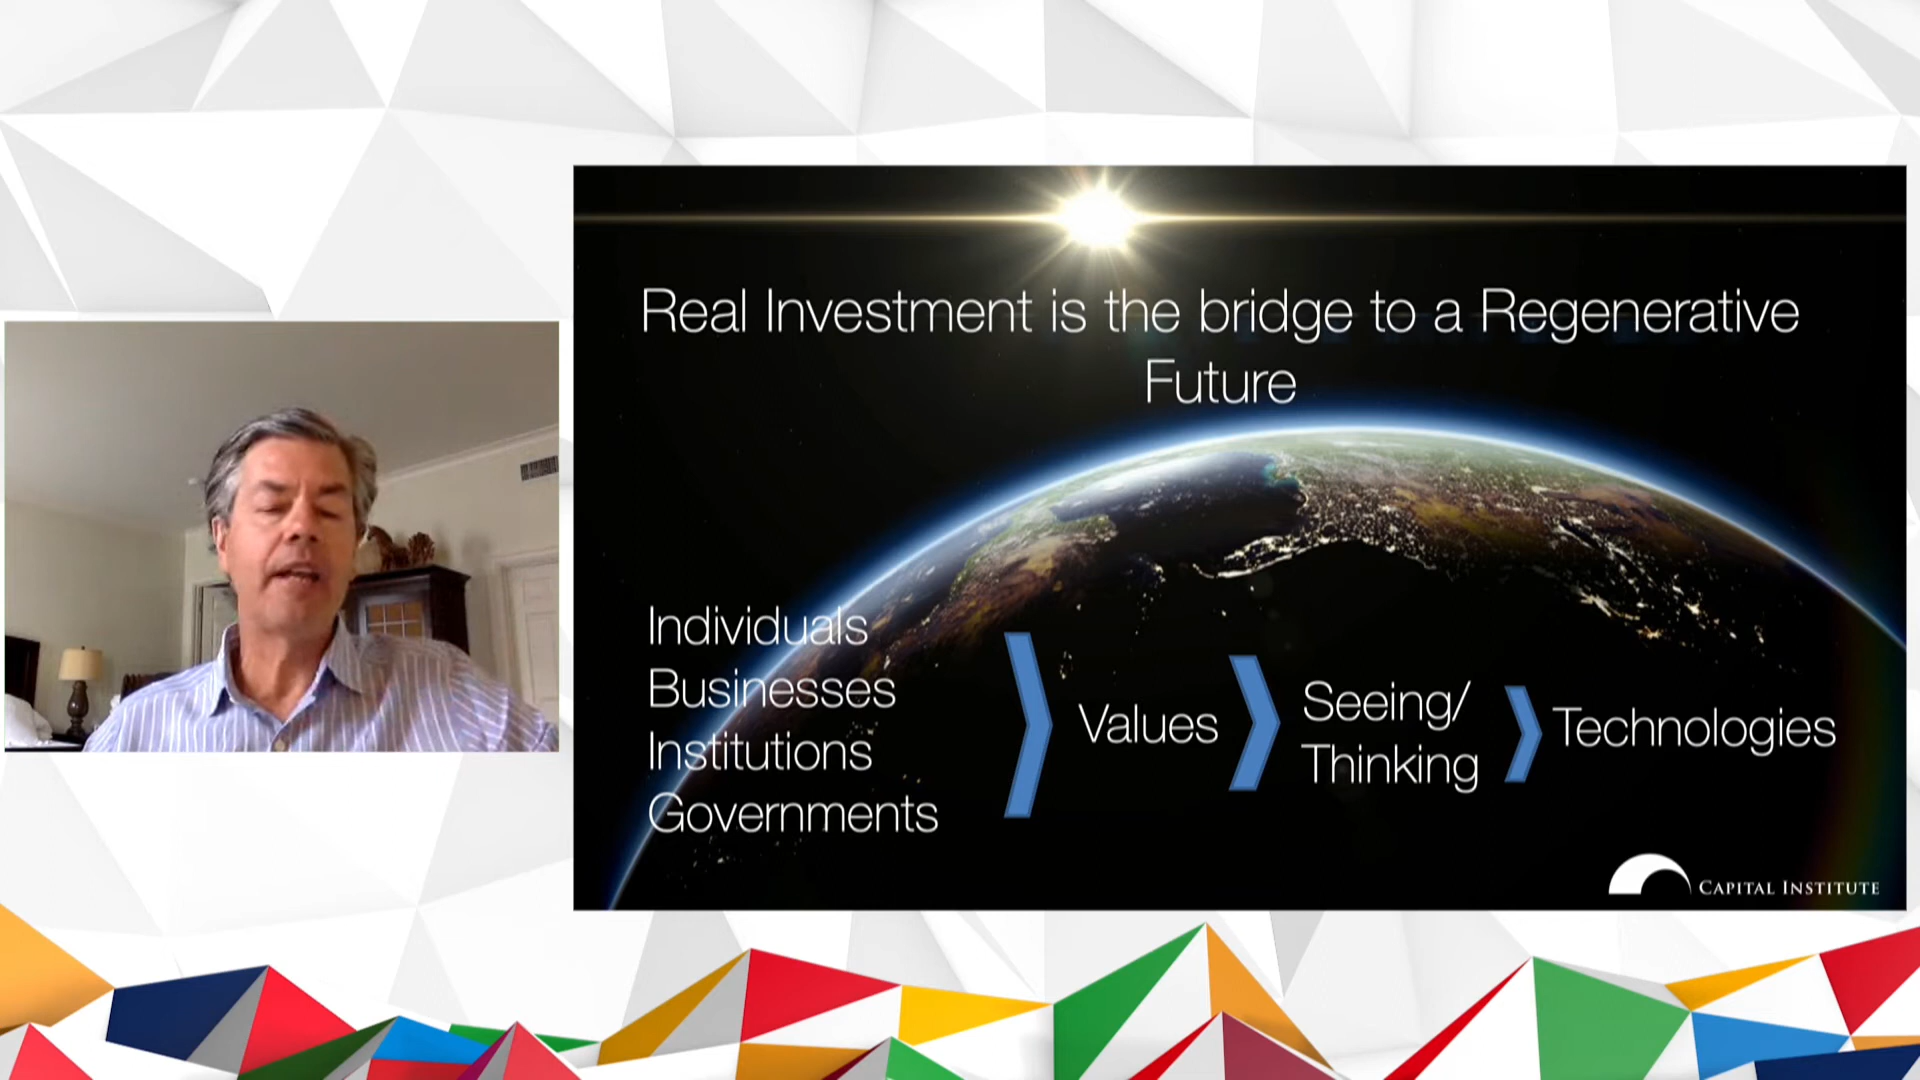 Real Investment is the bridge to a Regenerative
Future
Individuals
Businesses
Institutions
Governments
Values
Seeing/
Thinking
Technologies
CAPITAL INSTITUTE